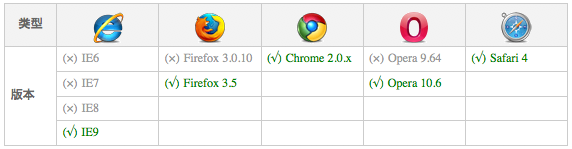 类型
版本
(×) IE6 (×) Firefox 3.0.10 (√) Chrome 2.0.x (×) Opera 9.64 (√) Safari 4
(×) IE7 (√) Firefox 3.5 (√) Opera 10.6
(×) IE8
(√) IE9